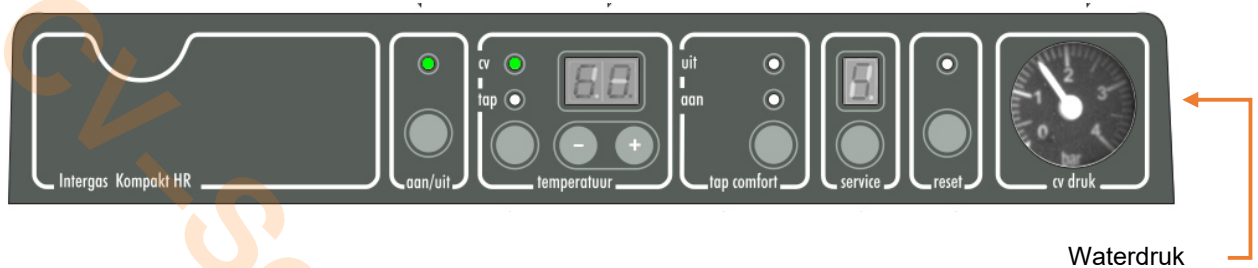 cv
tap
uit
aan
0 1 2 3 4
bar
Intergas Kompakt HR
aan/uit
temperatuur
tap comfort
service
reset
cv druk
Waterdruk